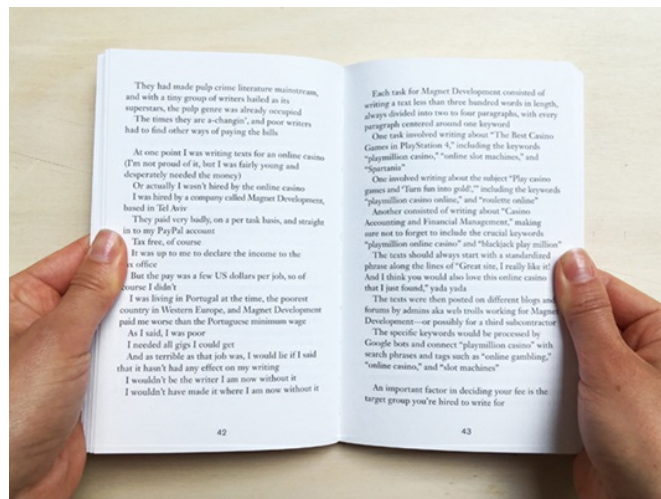 They had made pulp crime literature mainstream,
and with a tiny group of writers hailed as its
superstars, the pulp genre was already occupied
The times they are a-changin', and poor writers
had to find other ways of paying the bills
At one point I was writing texts for an online casino
(I'm not proud of it, but I was fairly young and
desperately needed the money)
Or actually I wasn't hired by the online casino
I was hired by a company called Magnet Development,
based in Tel Aviv
They paid very badly, on a per task basis, and straight
in to my PayPal account
Tax free, of course
It was up to me to declare the income to the
office
But the pay was a few US dollars per job, so of
course I didn't
I was living in Portugal at the time, the poorest
country in Western Europe, and Magnet Development
paid me worse than the Portuguese minimum wage
As I said, I was poor
I needed all gigs I could get
And as terrible as that job was, I would lie if I said
that it hasn't had any effect on my writing
I wouldn't be the writer I am now without it
I wouldn't have made it where I am now without it
42
Each task for Magnet Development consisted of
writing a text less than three hundred words in length,
always divided into two to four paragraphs, with every
paragraph centered around one keyword
One task involved writing about "The Best Casino
Games in PlayStation 4," including the keywords
"playmillion casino," "online slot machines," and
"Spartania"
One involved writing about the subject "Play casino
games and 'Turn fun into gold'," including the keywords
"playmillion casino online," and "roulette online"
Another consisted of writing about "Casino
Accounting and Financial Management," making
sure not to forget to include the crucial keywords
"playmillion online casino" and "blackjack play million"
The texts should always start with a standardized
phrase along the lines of "Great site, I really like it!
And I think you would also love this online casino
that I just found," yada yada
The texts were then posted on different blogs and
forums by admins aka web trolls working for Magnet
Development—or possibly for a third subcontractor
The specific keywords would be processed by
Google bots and connect "playmillion casino" with
search phrases and tags such as "online gambling,"
"online casino," and "slot machines"
An important factor in deciding your fee is the
target group you're hired to write for
43